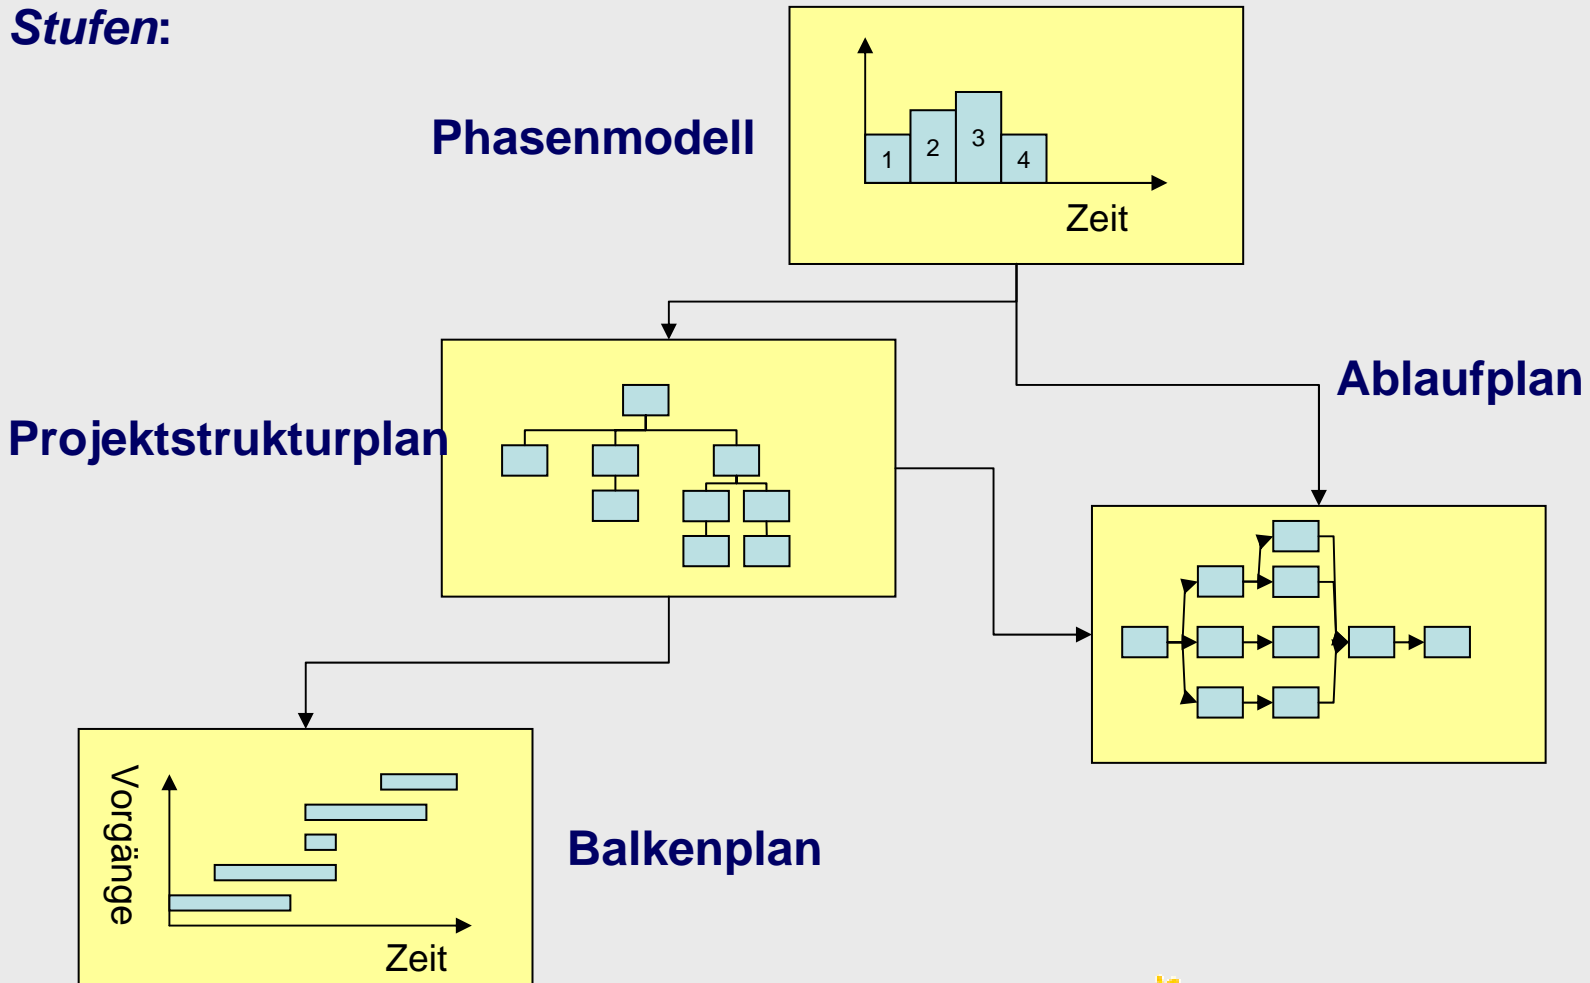 Stufen:
Phasenmodell
1
2
3
4
Zeit
Ablaufplan
Projektstrukturplan
Vorgänge
Zeit
Balkenplan